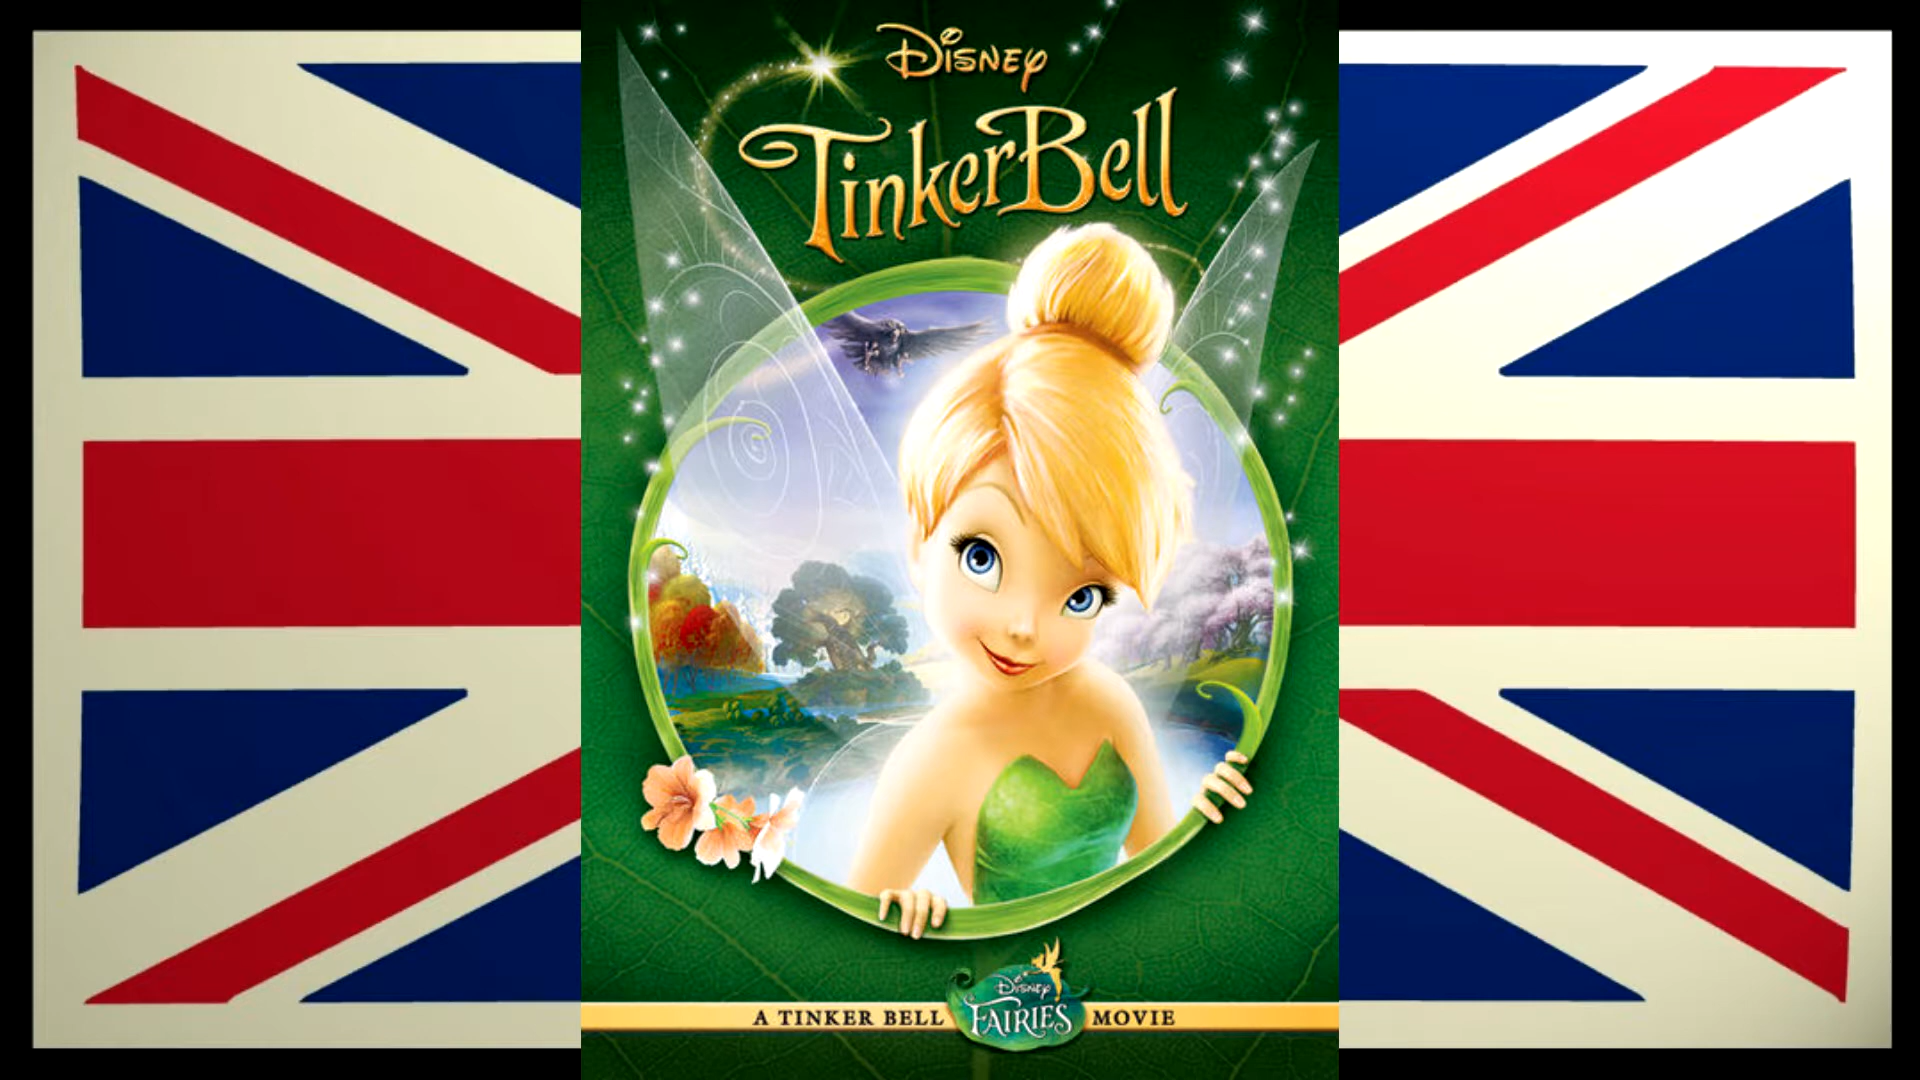 Disney
TinkerBell
Disney
FAIRIES
A TINKER BELL MOVIE